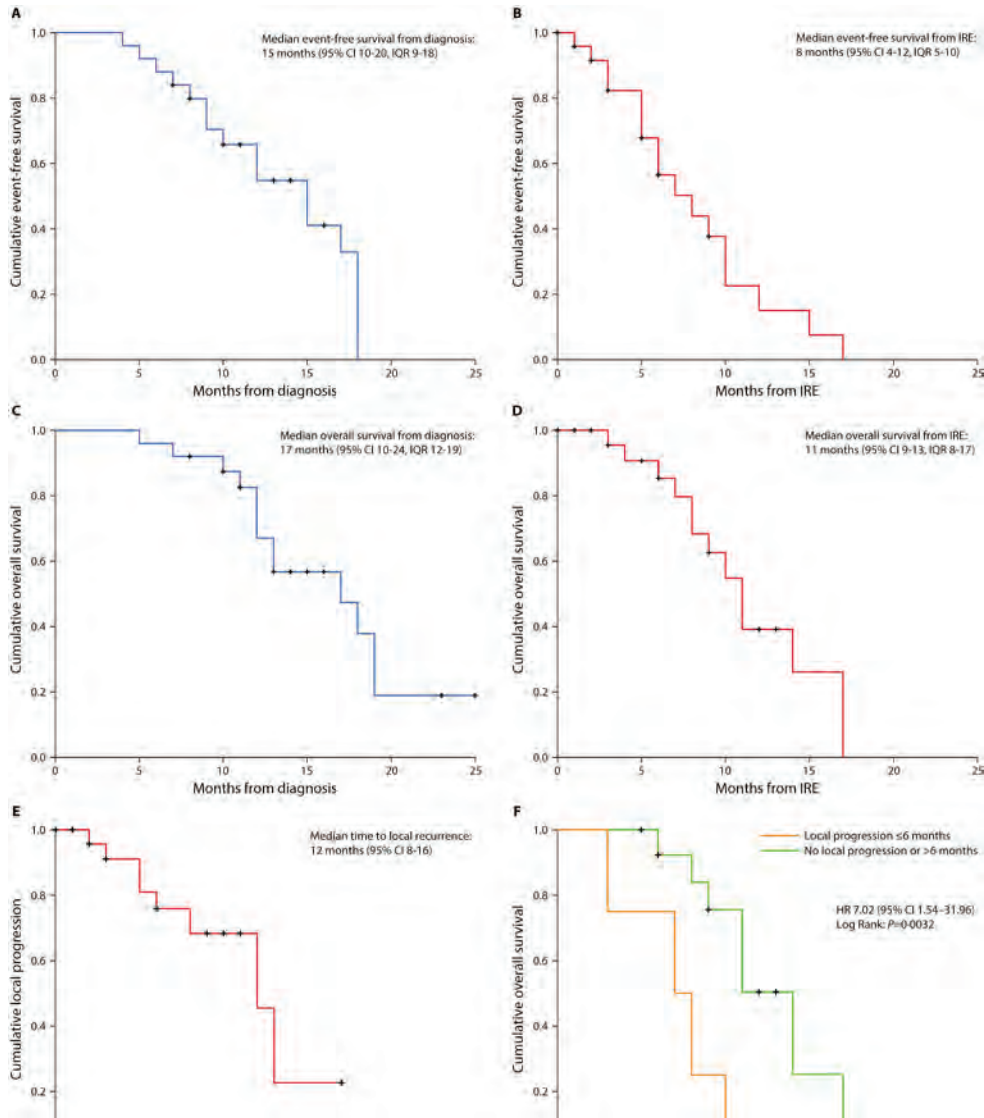 A
Median event-free survival from diagnosis:
15 months (95% CI 10-20, IQR 9-18)
Cumulative event-free survival
1.0
0.8
0.6
0.4
0.2
0.0
0 5 10 15 20 25
Months from diagnosis
B
Median event-free survival from IRE:
8 months (95% CI 4-12, IQR 5-10)
Cumulative event-free survival
1.0
0.8
0.6
0.4
0.2
0.0
0 5 10 15 20 25
Months from IRE
C
Median overall survival from diagnosis:
17 months (95% CI 10-24, IQR 12-19)
Cumulative overall survival
1.0
0.8
0.6
0.4
0.2
0.0
0 5 10 15 20 25
Months from diagnosis
D
Median overall survival from IRE:
11 months (95% CI 9-13, IQR 8-17)
Cumulative overall survival
1.0
0.8
0.6
0.4
0.2
0.0
0 5 10 15 20 25
Months from IRE
E
Median time to local recurrence:
12 months (95% CI 8-16)
Cumulative local progression
1.0
0.8
0.6
0.4
0.2
F
Local progression ≤6 months
No local progression or >6 months
HR 7.02 (95% CI 1.54–31.96)
Log Rank: P=0·0032
Cumulative overall survival
1.0
0.8
0.6
0.4
0.2